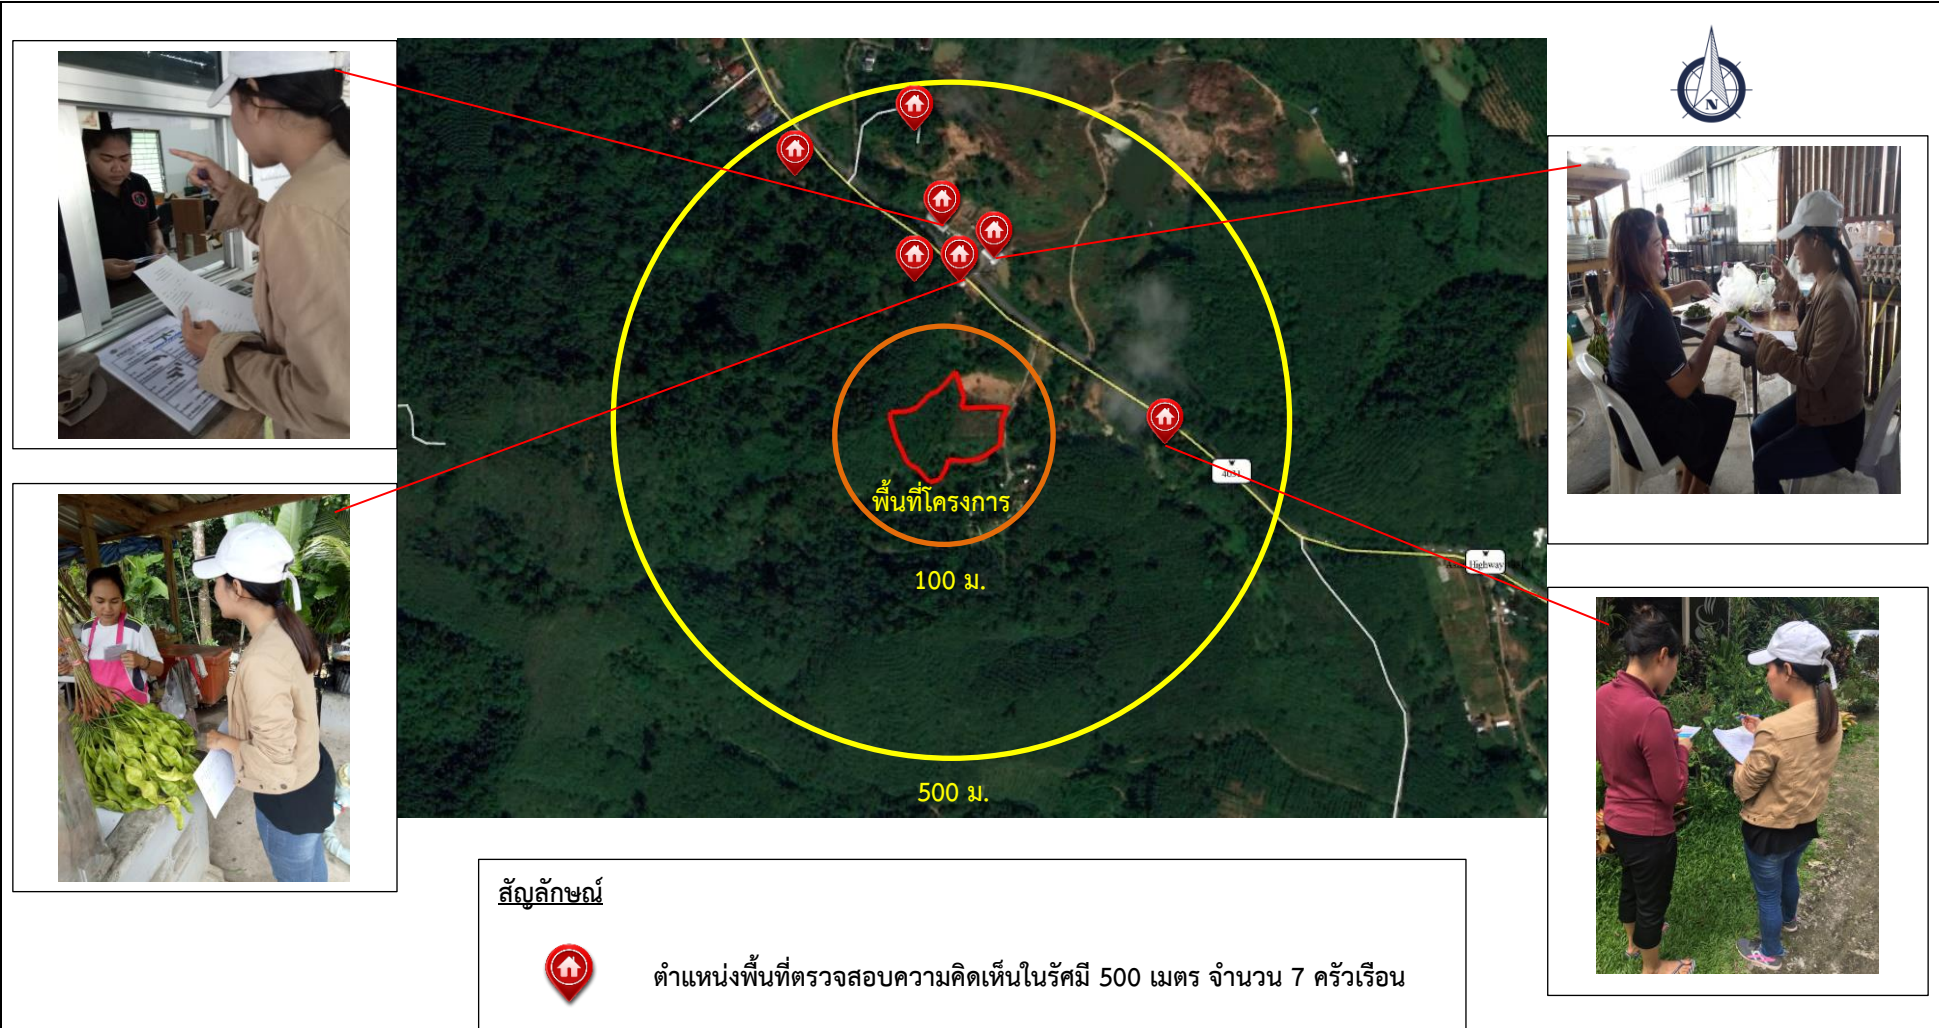 N
พื้นที่โครงการ
100 ม.
500 ม.
4031
Highway
สัญลักษณ์
ตำแหน่งพื้นที่ตรวจสอบความคิดเห็นในรัศมี 500 เมตร จำนวน 7 ครัวเรือน